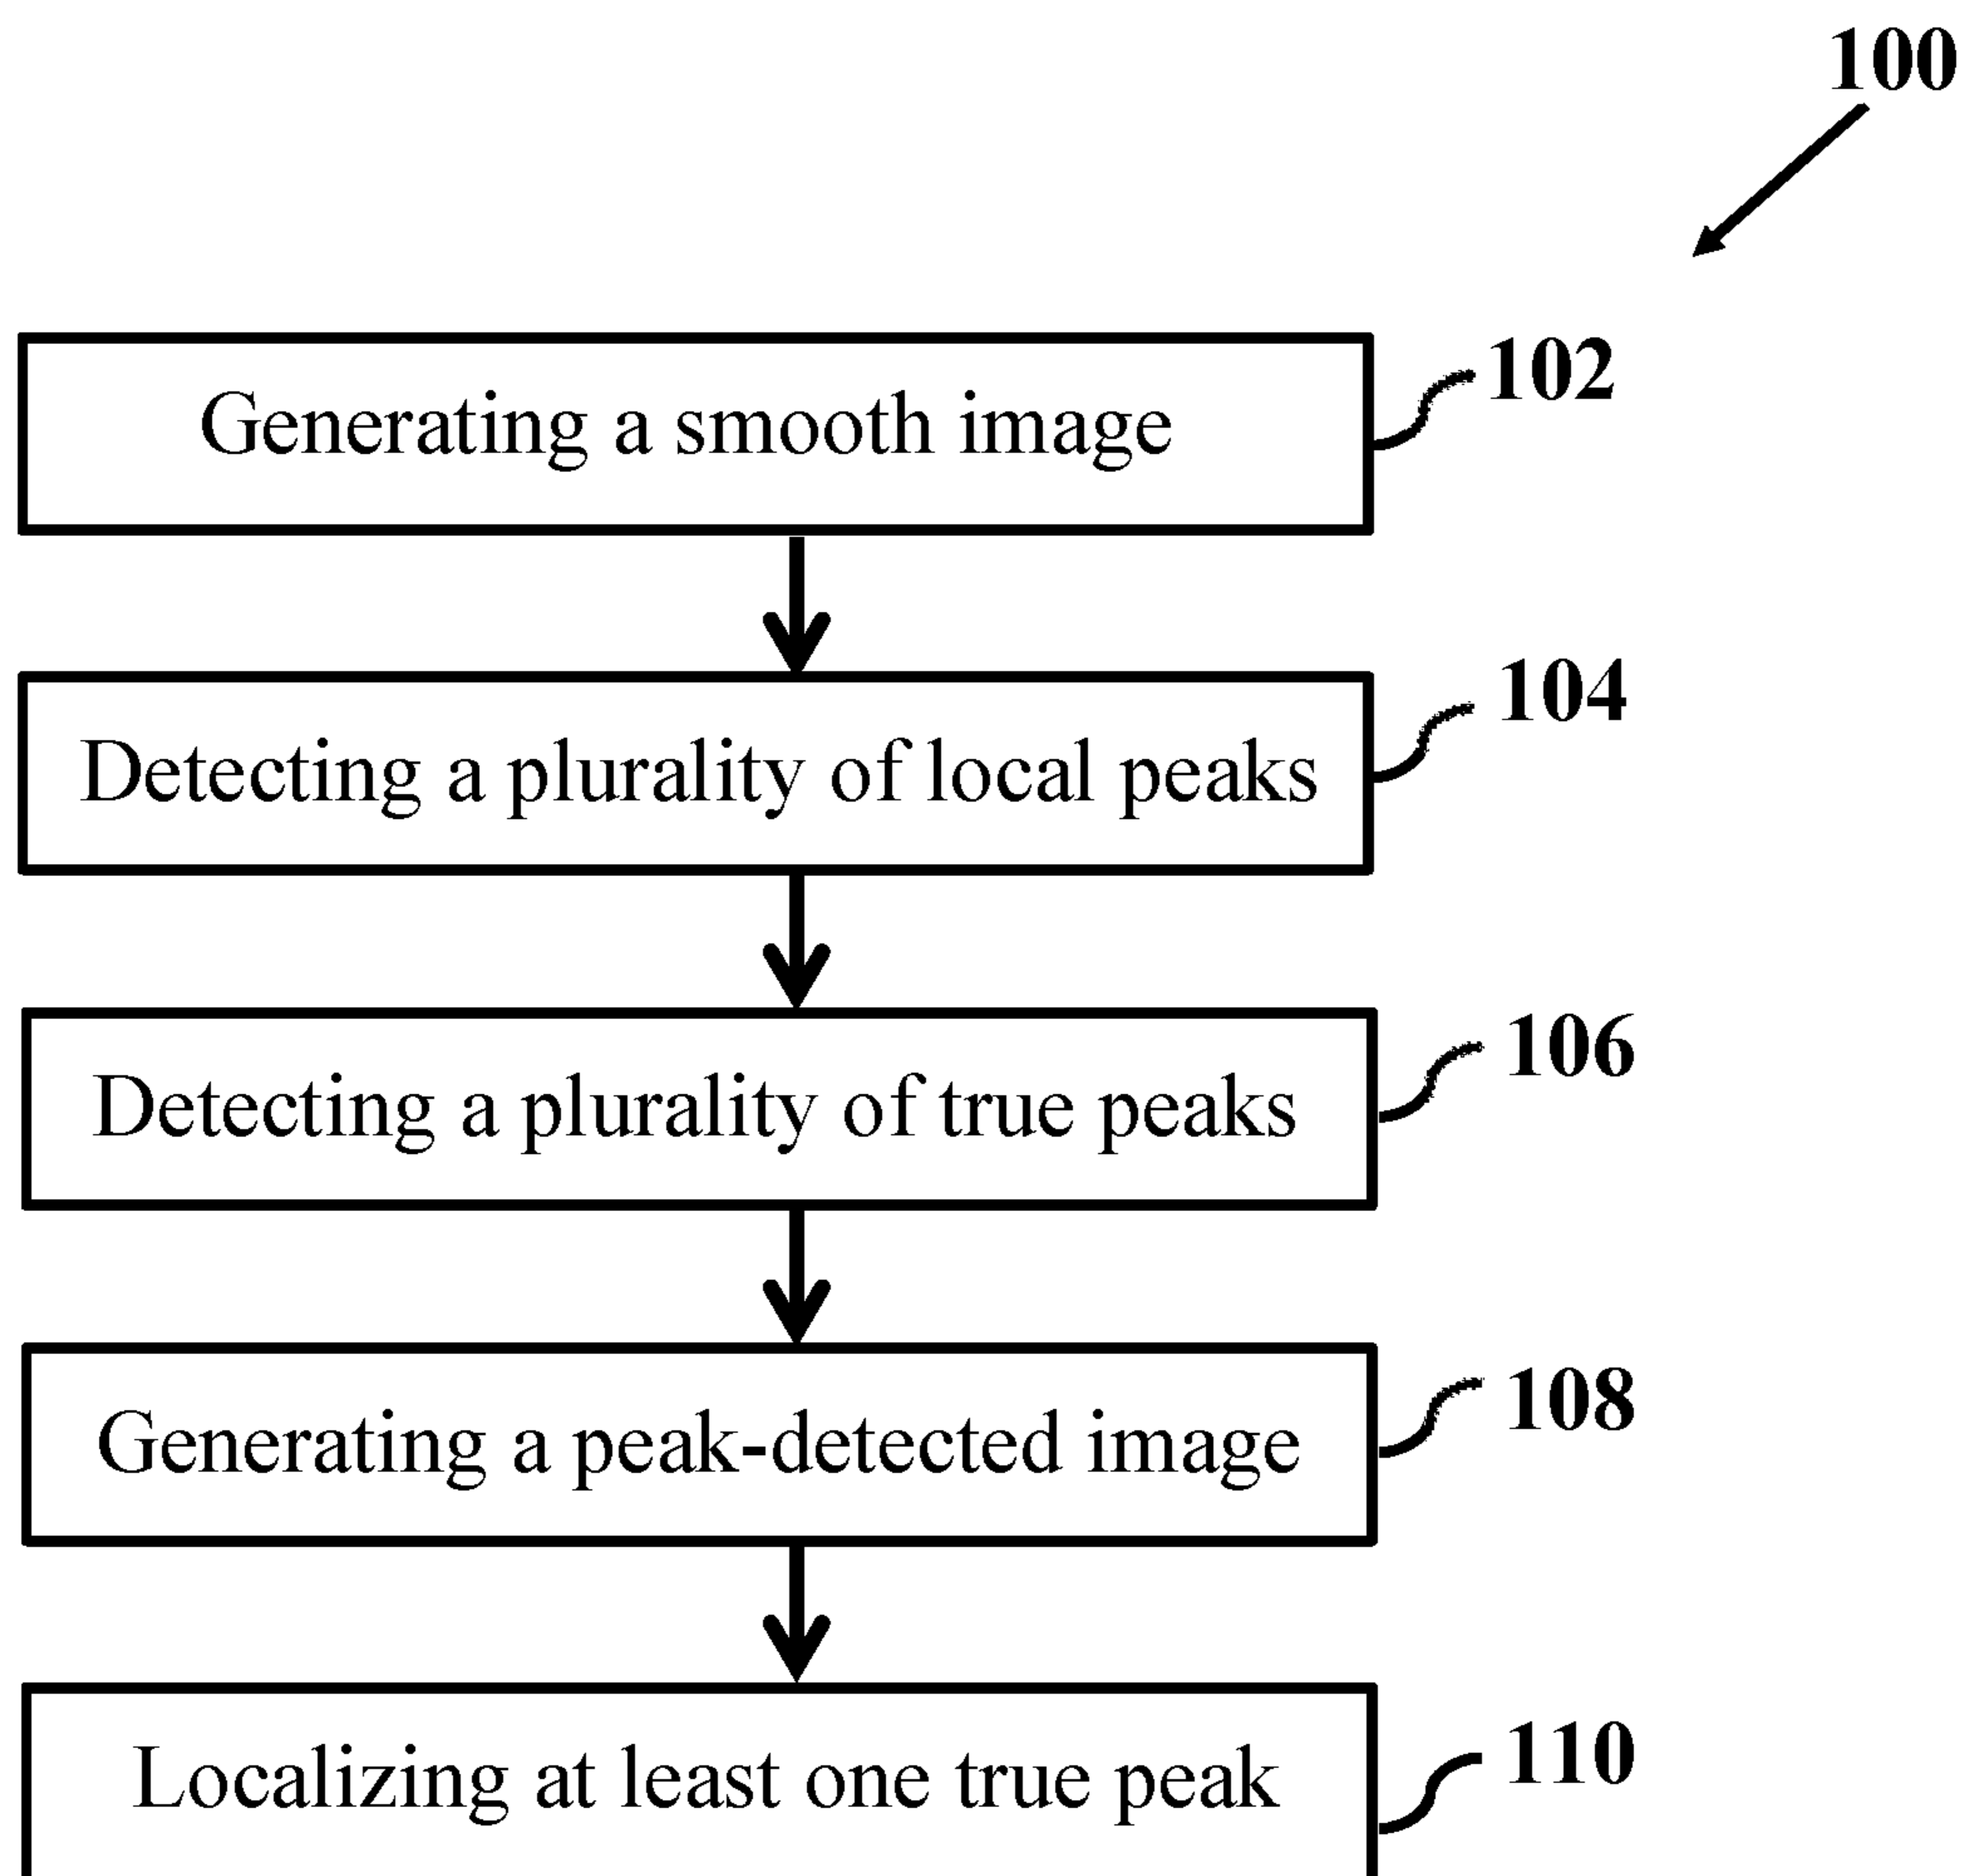 100
Generating a smooth image
102
Detecting a plurality of local peaks
104
Detecting a plurality of true peaks
106
Generating a peak-detected image
108
Localizing at least one true peak
110